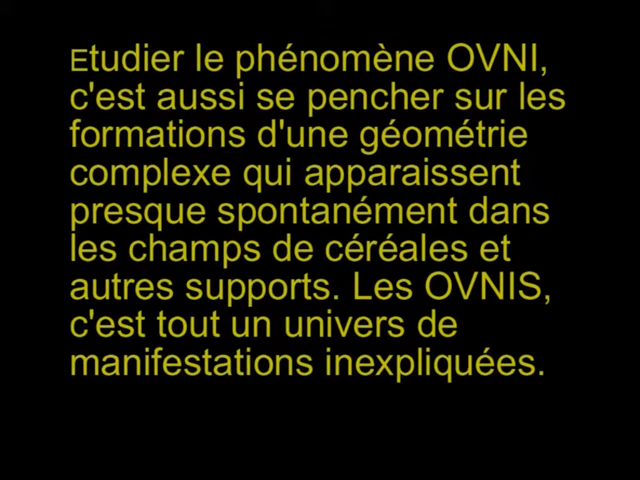 Etudier le phénomène OVNI,
c'est aussi se pencher sur les
formations d'une géométrie
complexe qui apparaissent
presque spontanément dans
les champs de céréales et
autres supports. Les OVNIS,
c'est tout un univers de
manifestations inexpliquées.